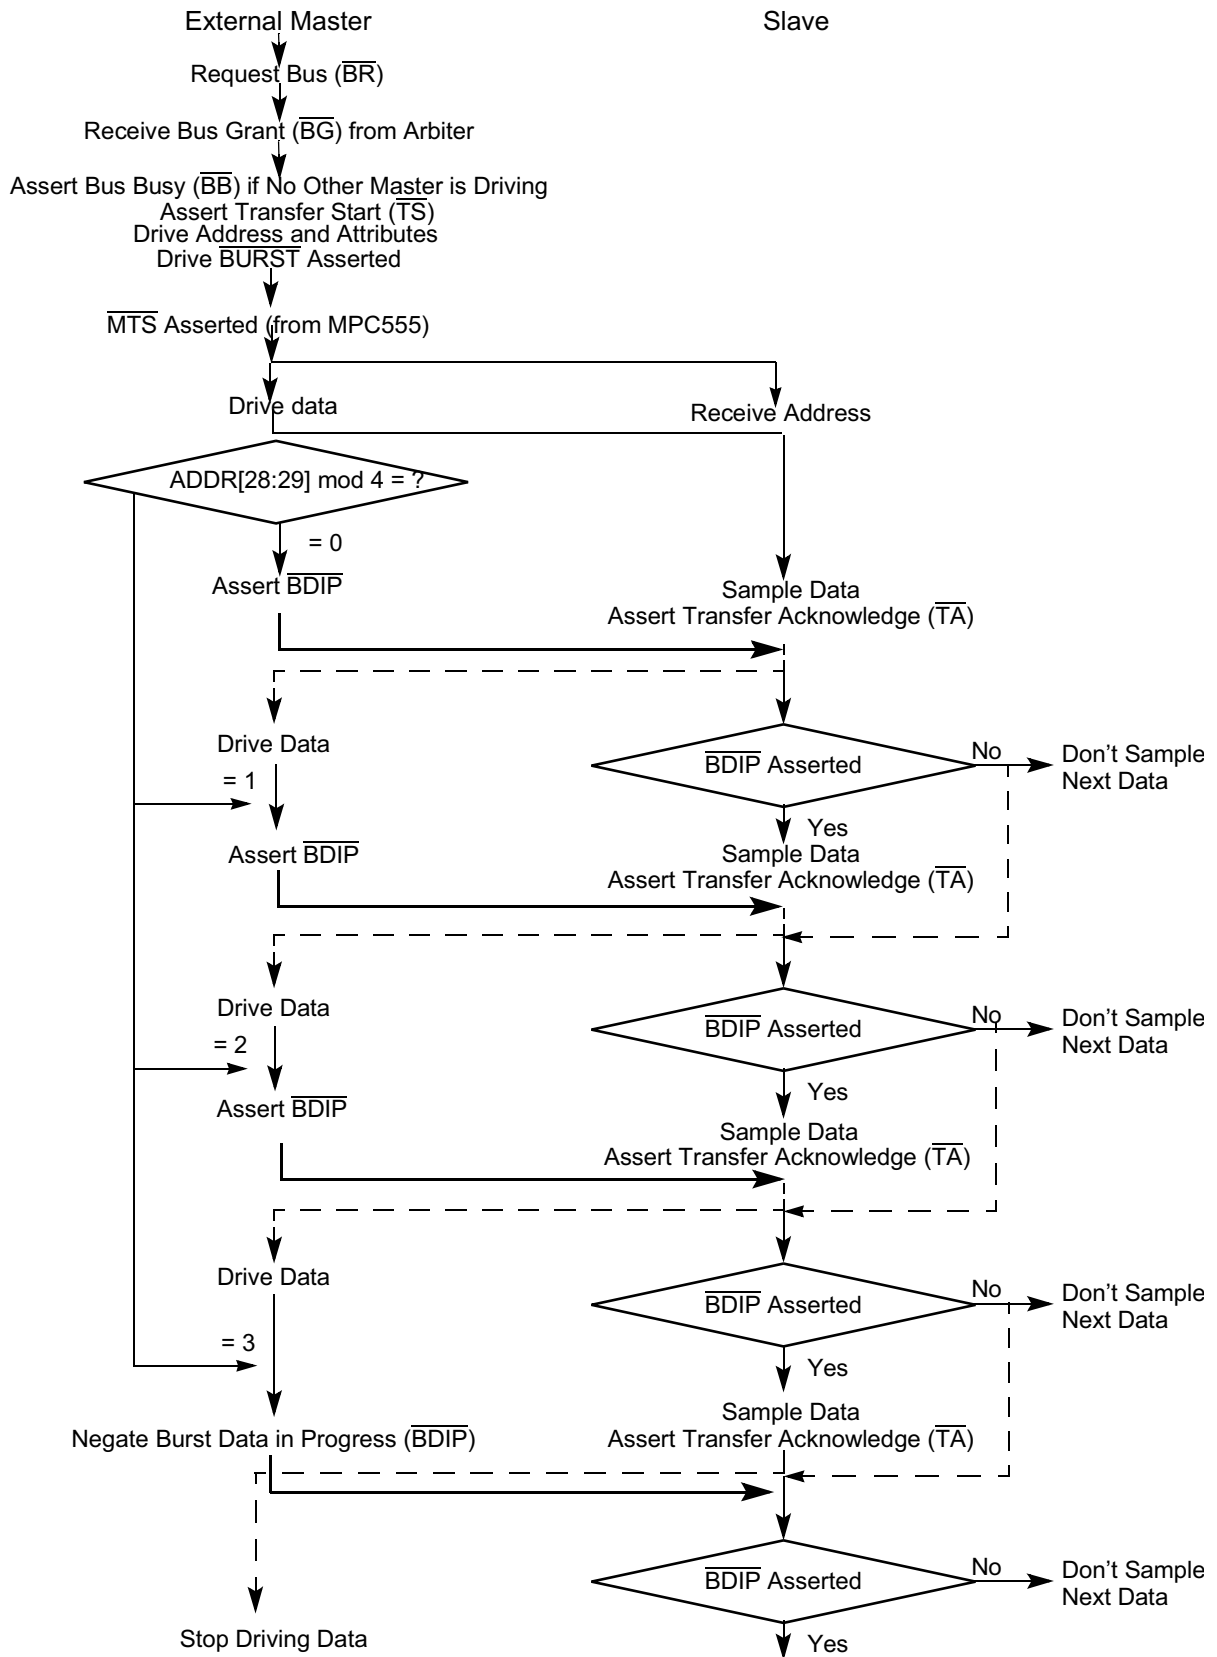 External Master
Slave
Request Bus (BR)
Receive Bus Grant (BG) from Arbiter
Assert Bus Busy (BB) if No Other Master is Driving
Assert Transfer Start (TS)
Drive Address and Attributes
Drive BURST Asserted
MTS Asserted (from MPC555)
Drive data
Receive Address
ADDR[28:29] mod 4 = ?
= 0
Assert BDIP
Sample Data
Assert Transfer Acknowledge (TA)
Drive Data
BDIP Asserted
No
Don't Sample
Next Data
= 1
Yes
Assert BDIP
Sample Data
Assert Transfer Acknowledge (TA)
Drive Data
BDIP Asserted
No
Don't Sample
Next Data
= 2
Yes
Assert BDIP
Sample Data
Assert Transfer Acknowledge (TA)
Drive Data
BDIP Asserted
No
Don't Sample
Next Data
= 3
Yes
Negate Burst Data in Progress (BDIP)
Sample Data
Assert Transfer Acknowledge (TA)
BDIP Asserted
No
Don't Sample
Next Data
Stop Driving Data
Yes